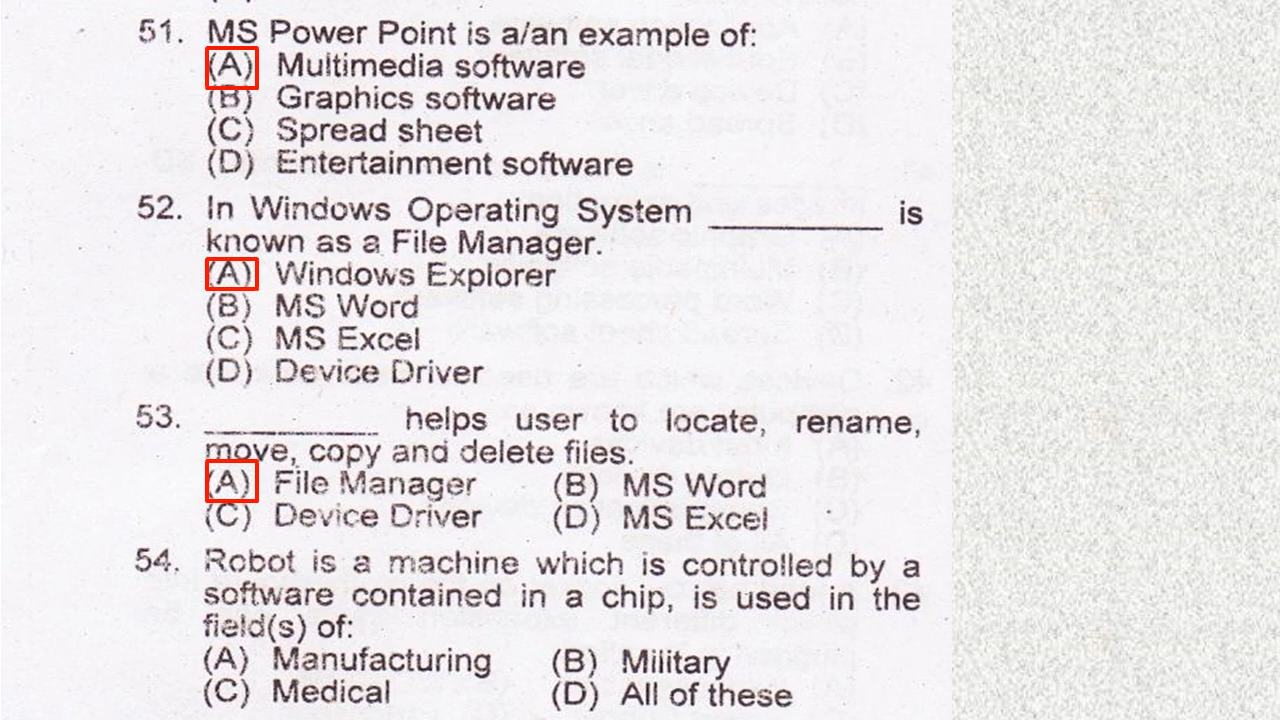 51. MS Power Point is a/an example of:
(A) Multimedia software
(B) Graphics software
(C) Spread sheet
(D) Entertainment software
52. In Windows Operating System __________ is
known as a File Manager.
(A) Windows Explorer
(B) MS Word
(C) MS Excel
(D) Device Driver
53. __________ helps user to locate, rename,
move, copy and delete files.
(A) File Manager (B) MS Word
(C) Device Driver (D) MS Excel
54. Robot is a machine which is controlled by a
software contained in a chip, is used in the
field(s) of:
(A) Manufacturing (B) Military
(C) Medical (D) All of these